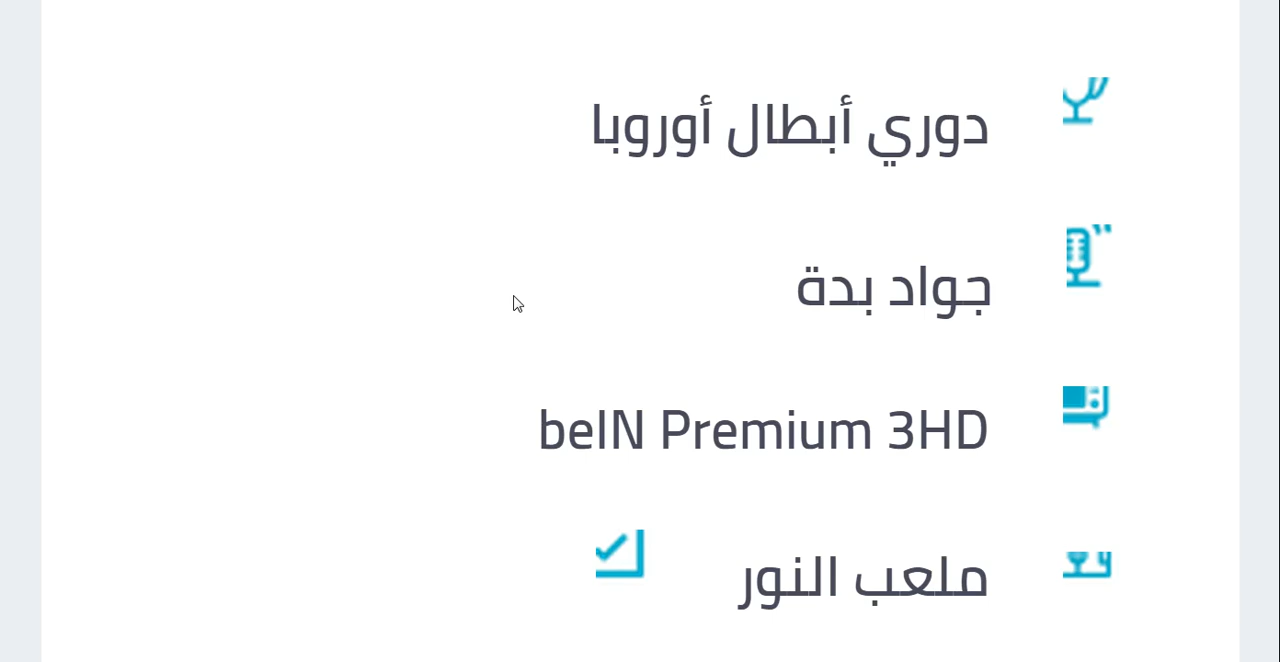 دوري أبطال أوروبا
جواد بدة
beIN Premium 3HD
ملعب النور